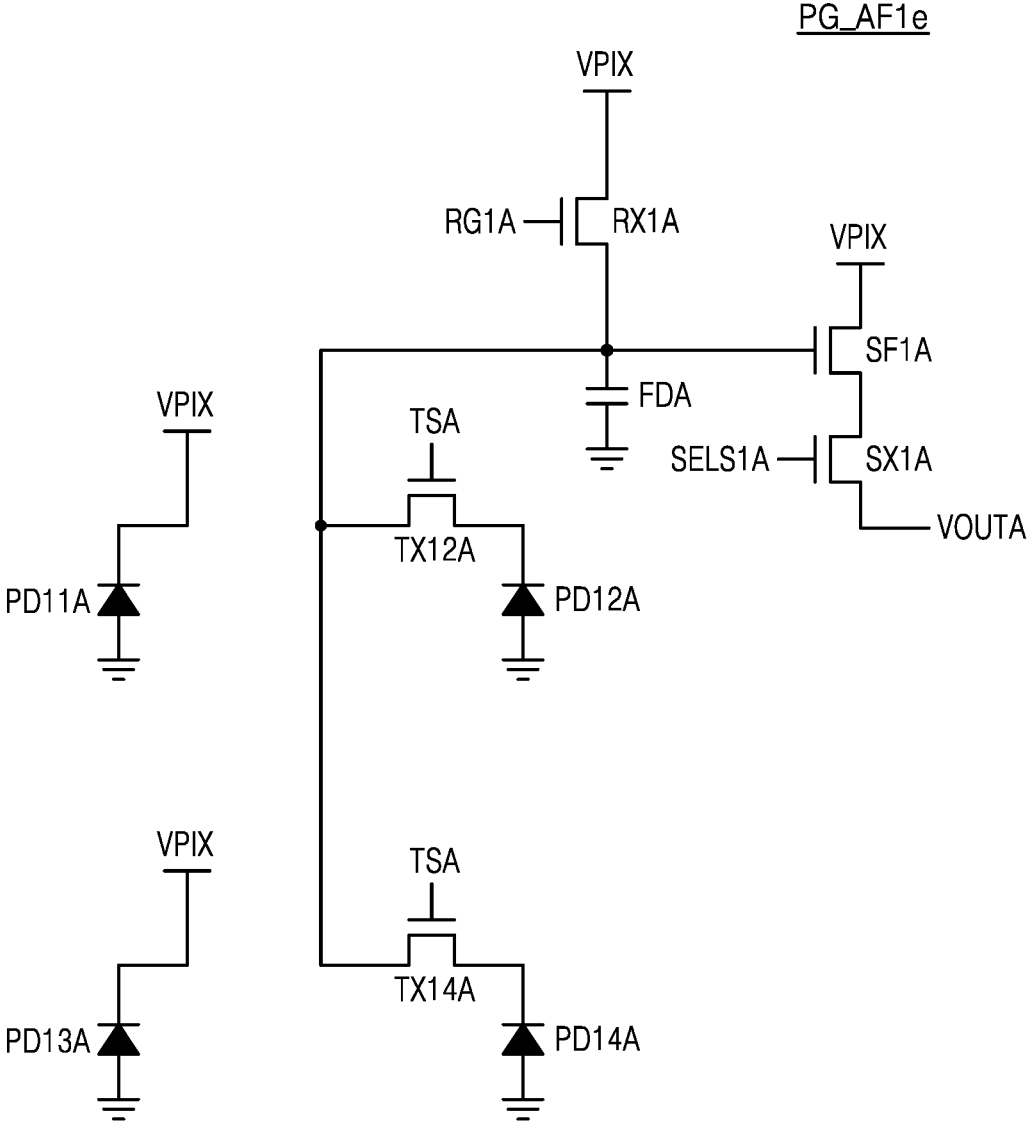 PG_AF1e
VPIX
RG1A
RX1A
VPIX
SF1A
FDA
VPIX
TSA
SELS1A
SX1A
VOUTA
TX12A
PD11A
PD12A
VPIX
TSA
TX14A
PD13A
PD14A